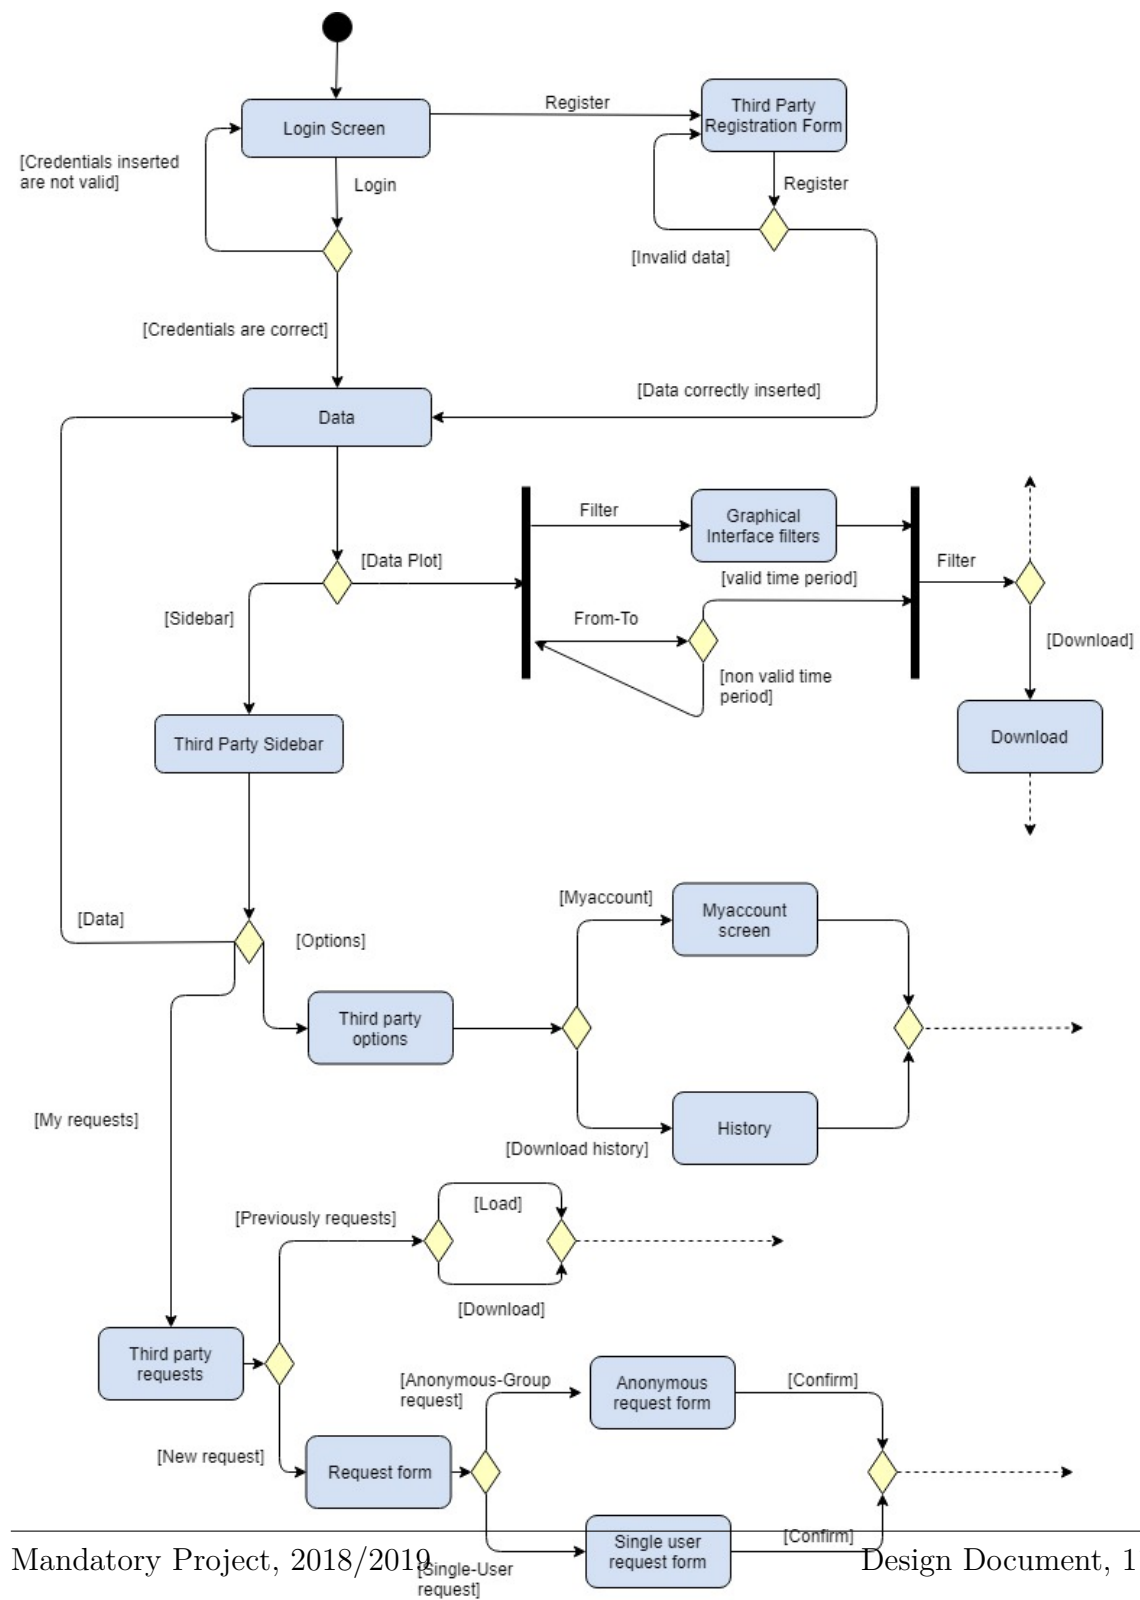 Register
Third Party
Registration Form
Login Screen
[Credentials inserted
are not valid]
Login
Register
[Invalid data]
[Credentials are correct]
[Data correctly inserted]
Data
Filter
Graphical
Interface filters
[Data Plot]
Filter
[valid time period]
[Sidebar]
From-To
[Download]
[non valid time
period]
Third Party Sidebar
Download
[Myaccount]
Myaccount
screen
[Data]
[Options]
Third party
options
[My requests]
History
[Download history]
[Previously requests]
[Load]
[Download]
Third party
requests
[Anonymous-Group
request]
Anonymous
request form
[Confirm]
[New request]
Request form
Single user
request form
[Confirm]
[Single-User
request]
Mandatory Project, 2018/2019
Design Document, 1